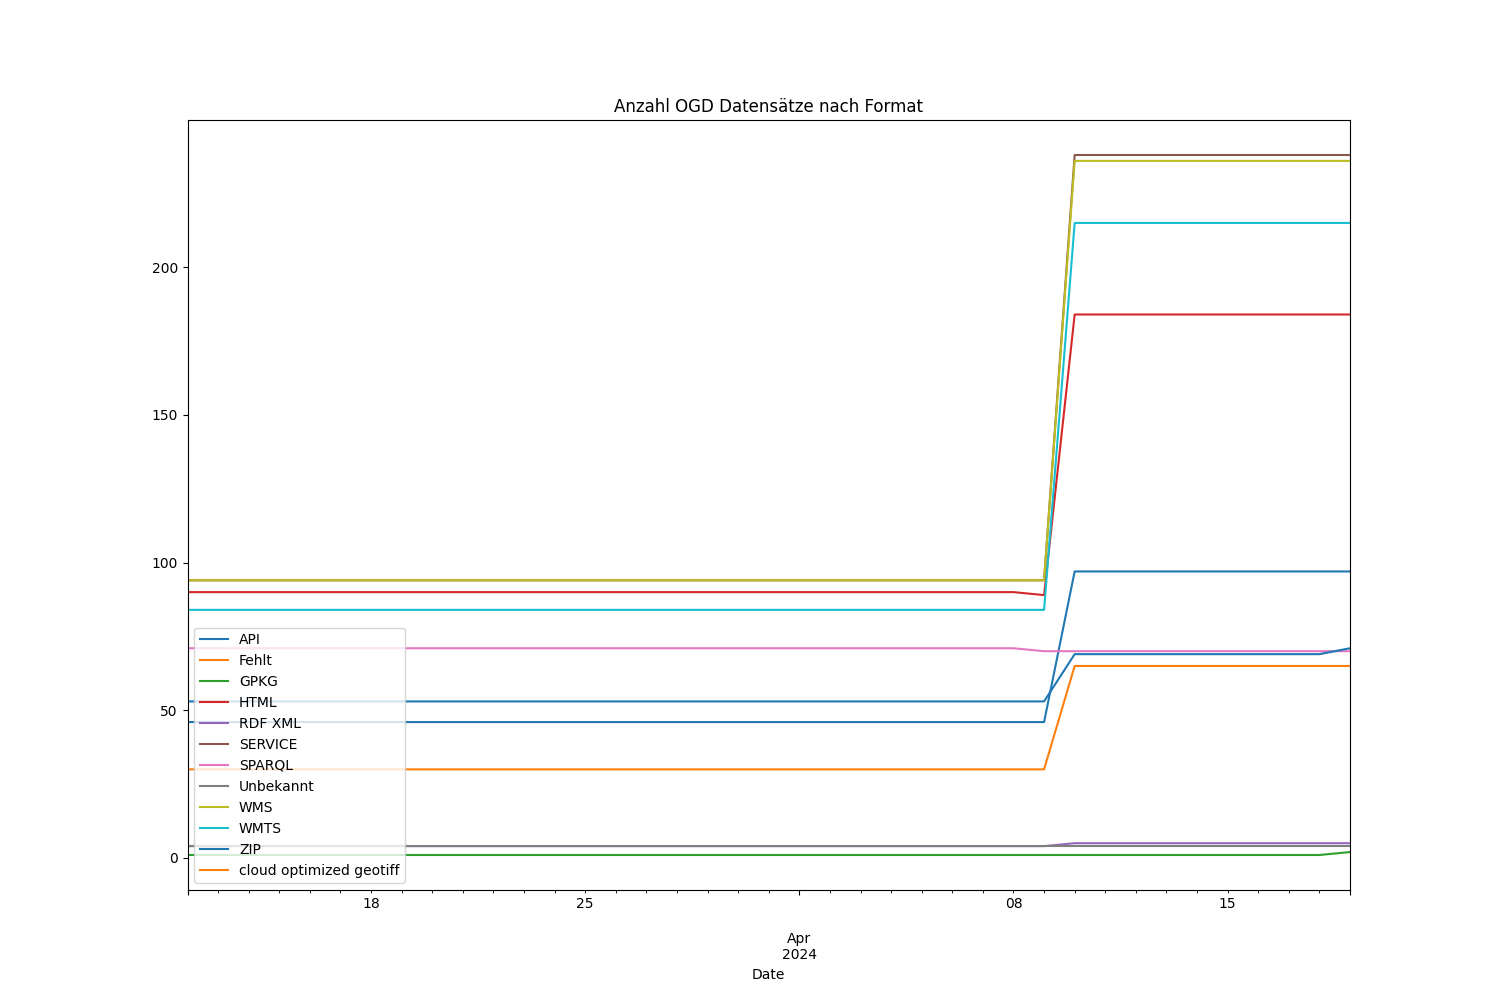 Anzahl OGD Datensätze nach Format
200
150
100
50
0
API
Fehlt
GPKG
HTML
RDF XML
SERVICE
SPARQL
Unbekannt
WMS
WMTS
ZIP
cloud optimized geotiff
18 25 08 15
Apr
2024
Date